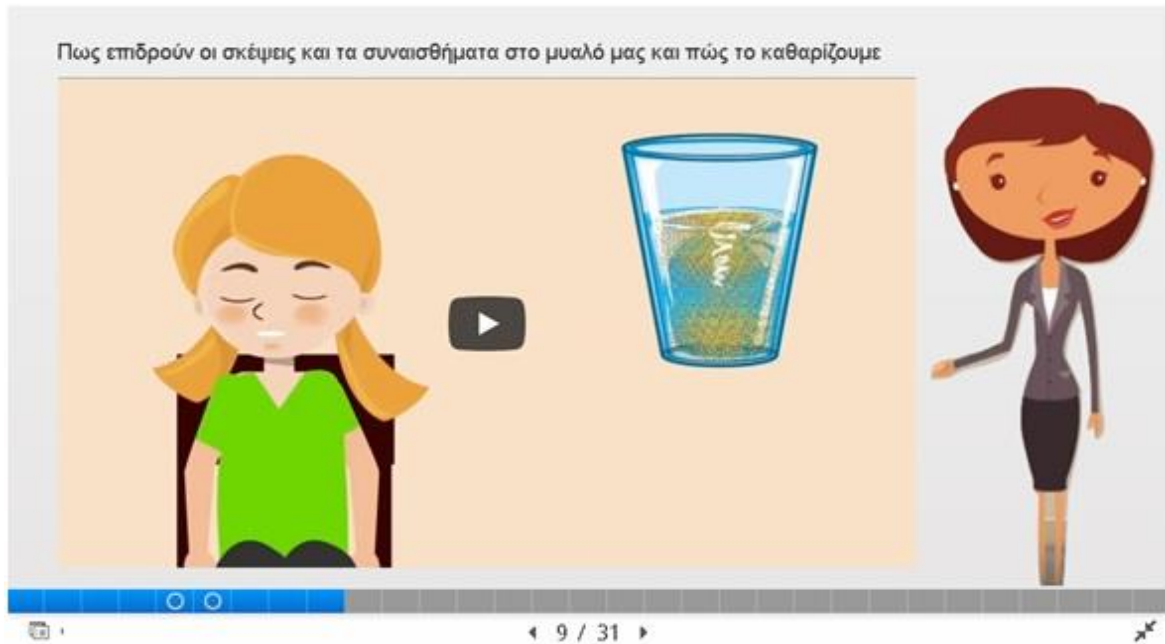 Πως επιδρούν οι σκέψεις και τα συναισθήματα στο μυαλό μας και πώς το καθαρίζουμε
9 / 31